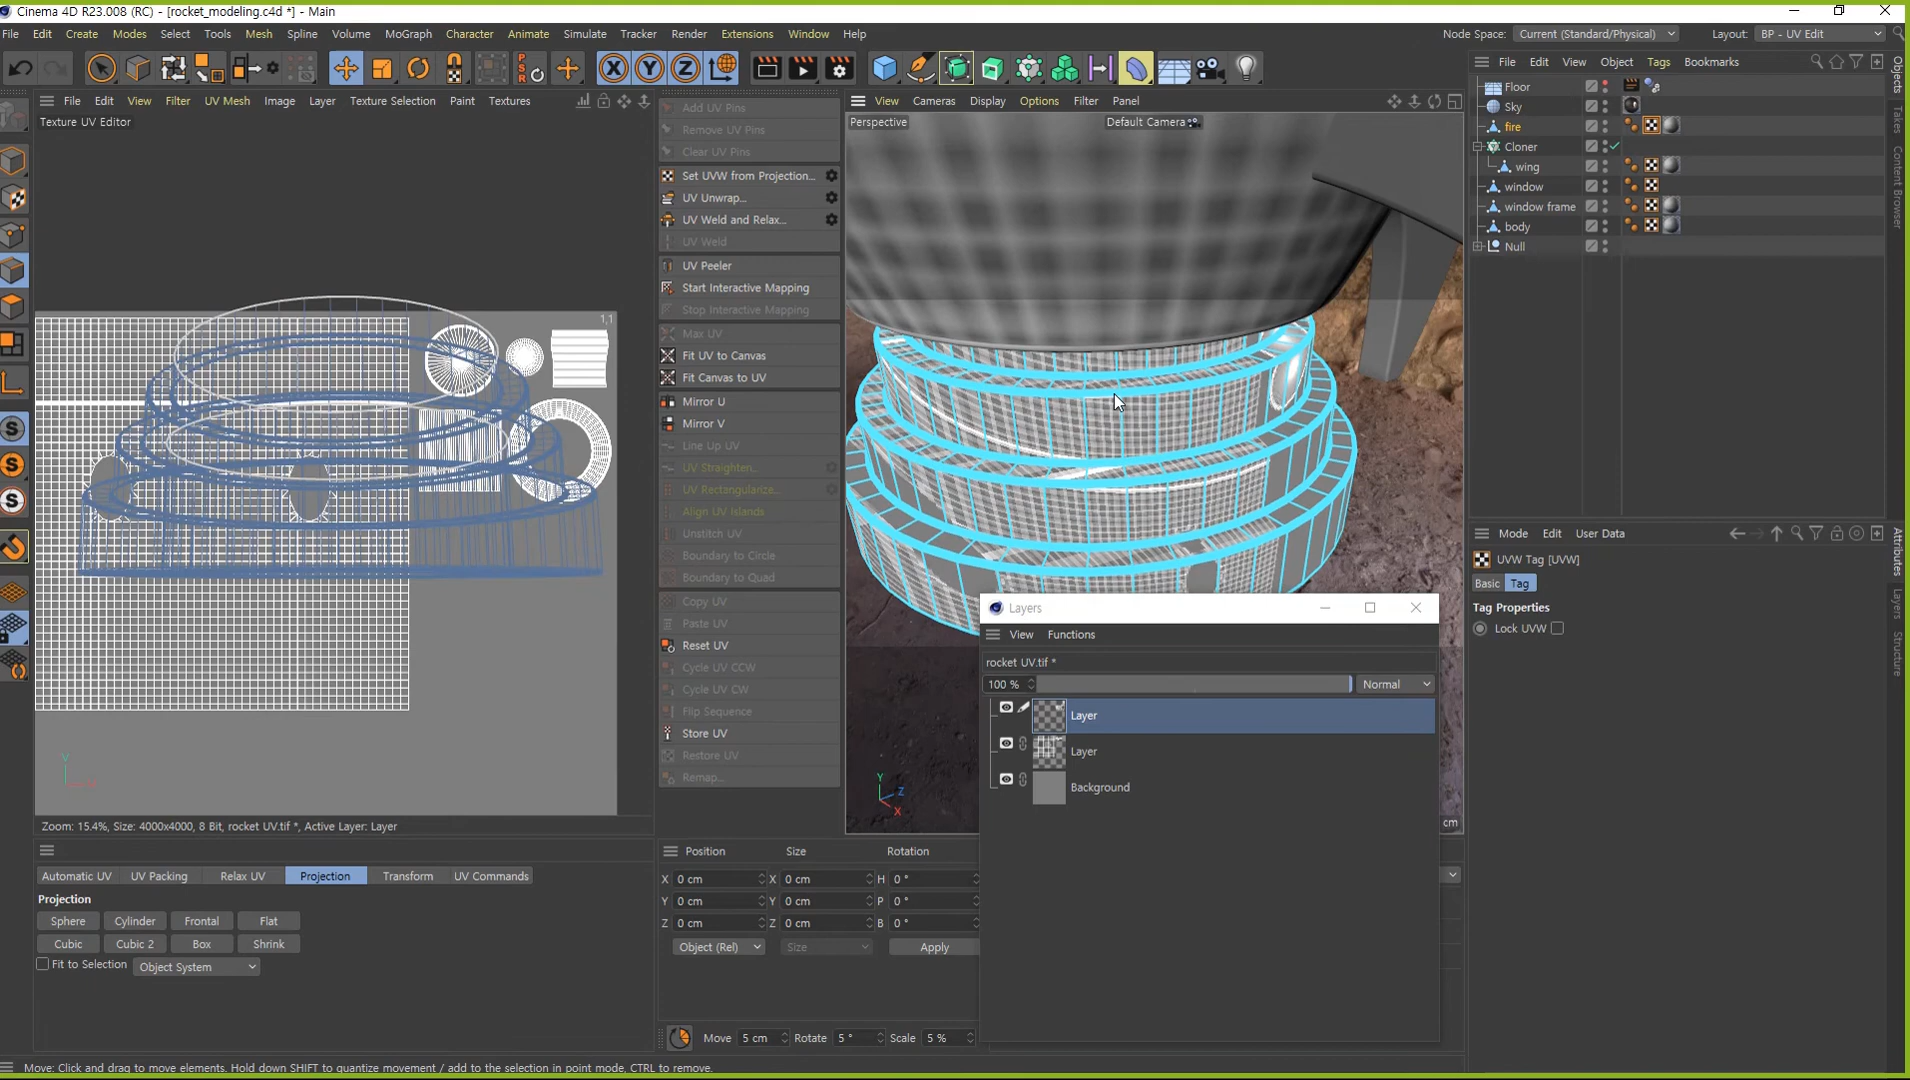 Cinema 4D R23.008 (RC) - [rocket_modeling.c4d *] - Main
File Edit Create Modes Select Tools Mesh Spline Volume MoGraph Character Animate Simulate Tracker Render Extensions Window Help
Node Space: Current (Standard/Physical) Layout: BP - UV Edit
File Edit View Filter UV Mesh Image Layer Texture Selection Paint Textures
Texture UV Editor
1,1
Zoom: 15.4%, Size: 4000x4000, 8 Bit, rocket UV.tif *, Active Layer: Layer
Automatic UV UV Packing Relax UV Projection Transform UV Commands
Projection
Sphere Cylinder Frontal Flat
Cubic Cubic 2 Box Shrink
Fit to Selection Object System
Add UV Pins
Remove UV Pins
Clear UV Pins
Set UVW from Projection...
UV Unwrap...
UV Weld and Relax...
UV Weld
UV Peeler
Start Interactive Mapping
Stop Interactive Mapping
Max UV
Fit UV to Canvas
Fit Canvas to UV
Mirror U
Mirror V
Line Up UV
UV Straighten...
UV Rectangularize...
Align UV Islands
Unstitch UV
Boundary to Circle
Boundary to Quad
Copy UV
Paste UV
Reset UV
Cycle UV CCW
Cycle UV CW
Flip Sequence
Store UV
Restore UV
Remap...
View Cameras Display Options Filter Panel
Perspective Default Camera
Y
Z
X
cm
Layers
View Functions
rocket UV.tif *
100 % Normal
Layer
Layer
Background
Position Size Rotation
X 0 cm X 0 cm H 0 °
Y 0 cm Y 0 cm P 0 °
Z 0 cm Z 0 cm B 0 °
Object (Rel) Size Apply
Move 5 cm Rotate 5 ° Scale 5 %
File Edit View Object Tags Bookmarks
Floor
Sky
fire
Cloner
wing
window
window frame
body
Null
Objects
Takes
Content Browser
Mode Edit User Data
UVW Tag [UVW]
Basic Tag
Tag Properties
Lock UVW
Attributes
Layers
Structure
Move: Click and drag to move elements. Hold down SHIFT to quantize movement / add to the selection in point mode, CTRL to remove.